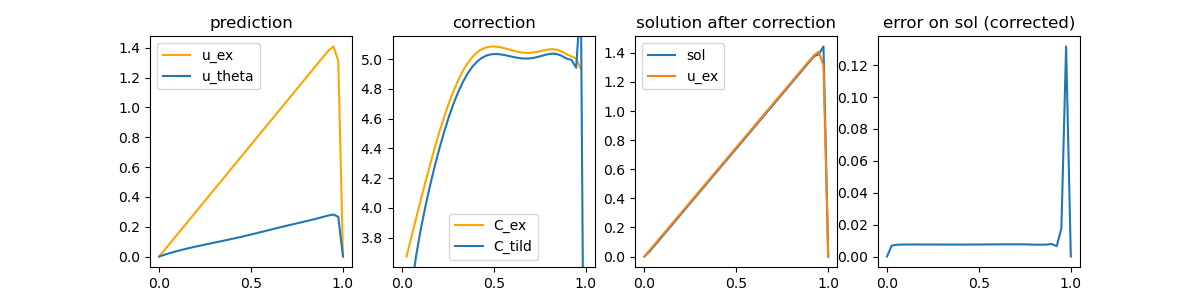 prediction
1.4
1.2
1.0
0.8
0.6
0.4
0.2
0.0
u_ex
u_theta
0.0 0.5 1.0
correction
5.0
4.8
4.6
4.4
4.2
4.0
3.8
C_ex
C_tild
0.0 0.5 1.0
solution after correction
1.4
1.2
1.0
0.8
0.6
0.4
0.2
0.0
sol
u_ex
0.0 0.5 1.0
error on sol (corrected)
0.12
0.10
0.08
0.06
0.04
0.02
0.00
0.0 0.5 1.0